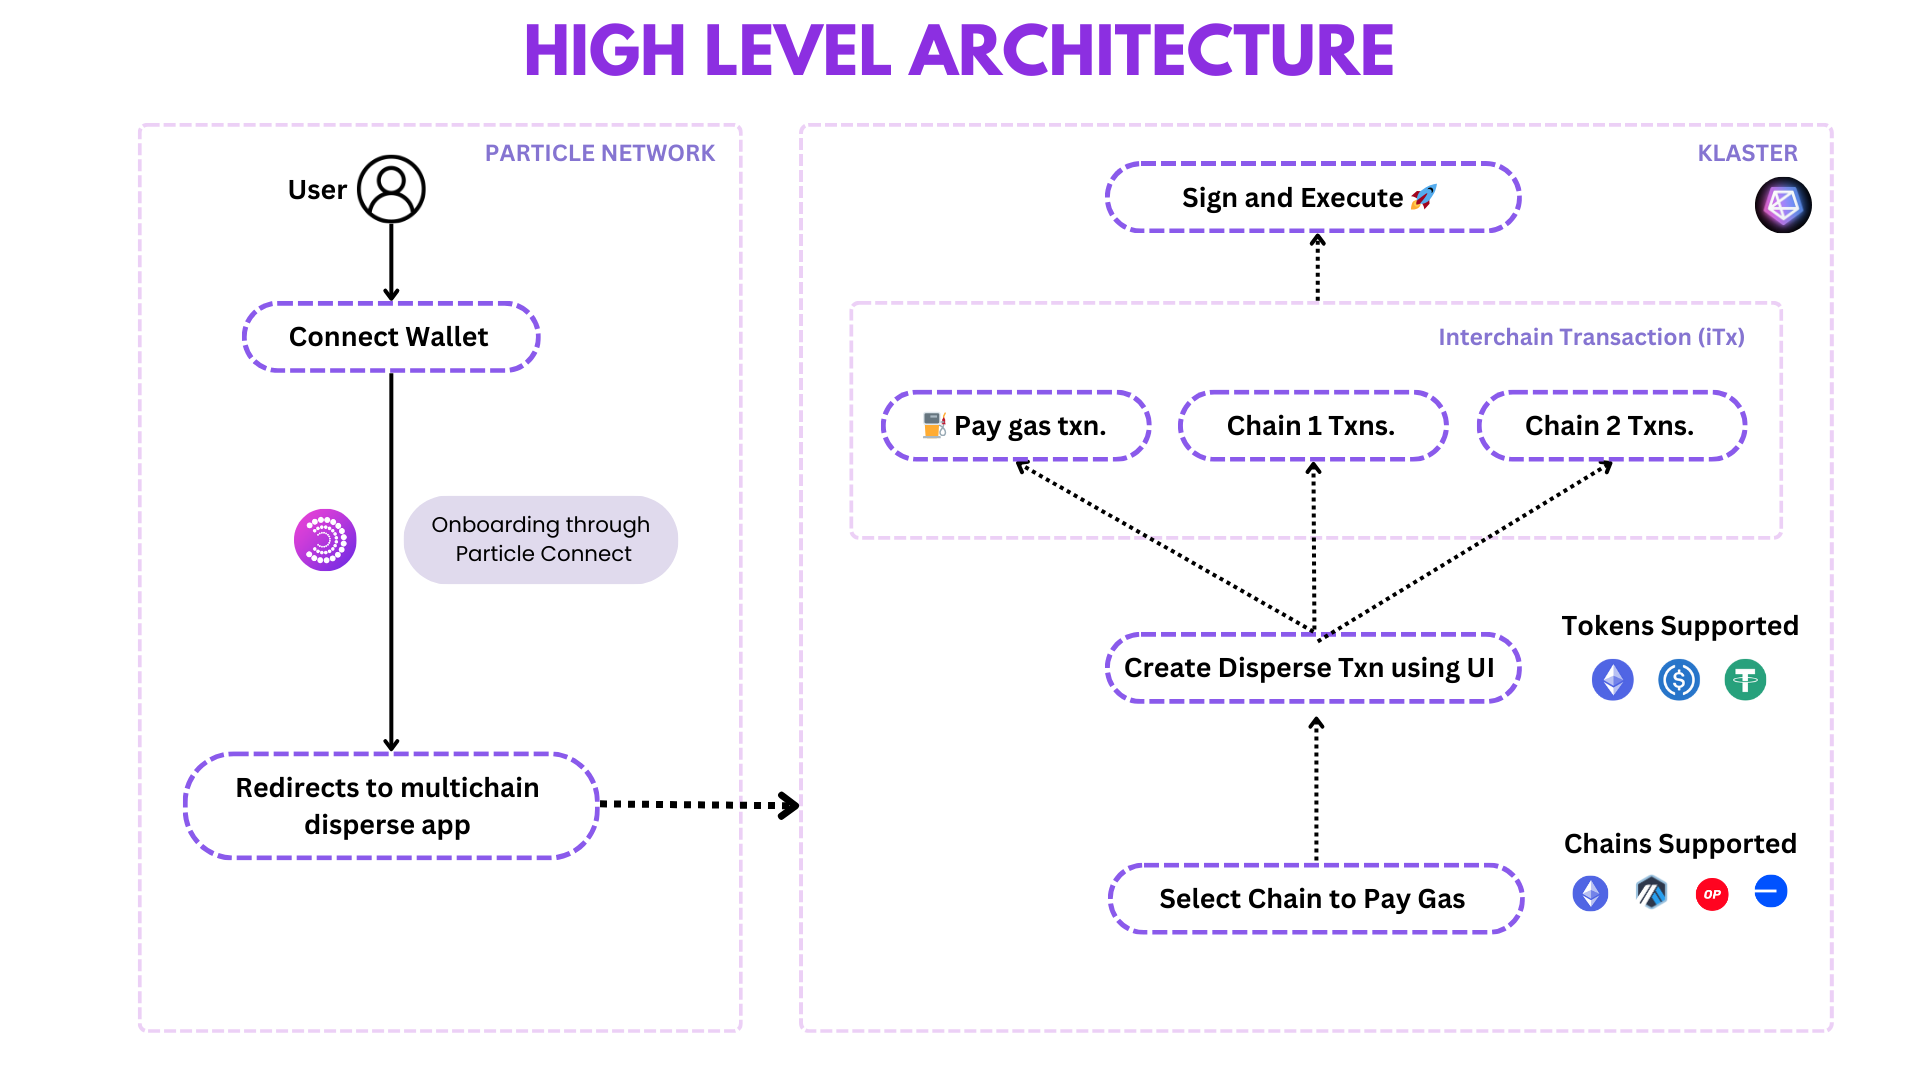 HIGH LEVEL ARCHITECTURE
PARTICLE NETWORK
User
Connect Wallet
Onboarding through
Particle Connect
Redirects to multichain
disperse app
KLASTER
Sign and Execute 🚀
Interchain Transaction (iTx)
⛽ Pay gas txn.
Chain 1 Txns.
Chain 2 Txns.
Create Disperse Txn using UI
Tokens Supported
Select Chain to Pay Gas
Chains Supported
OP